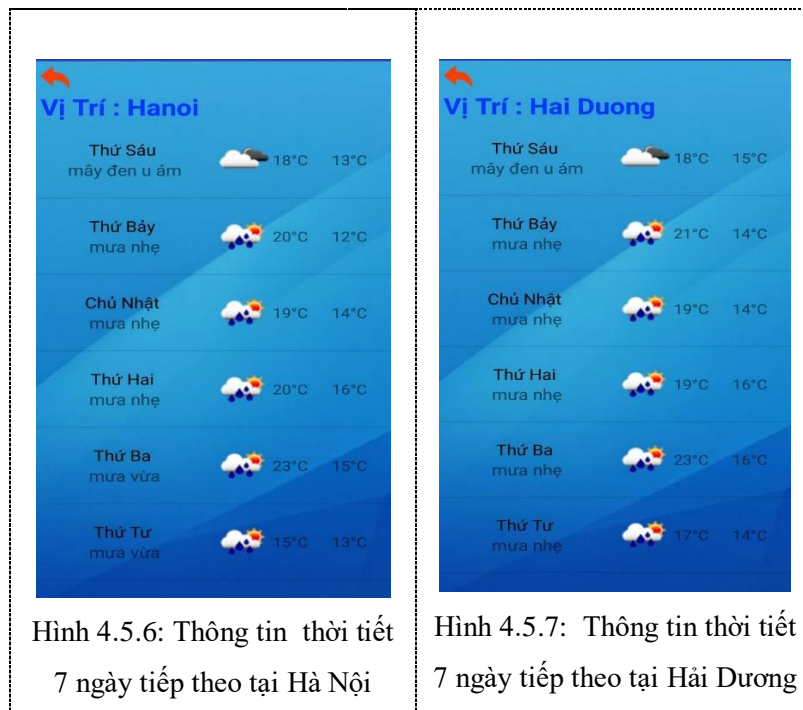 Vị Trí : Hanoi
Thứ Sáu
mây đen u ám
18°C 13°C
Thứ Bảy
mưa nhẹ
20°C 12°C
Chủ Nhật
mưa nhẹ
19°C 14°C
Thứ Hai
mưa nhẹ
20°C 16°C
Thứ Ba
mưa vừa
23°C 15°C
Thứ Tư
mưa vừa
15°C 13°C
Hình 4.5.6: Thông tin thời tiết
7 ngày tiếp theo tại Hà Nội
Vị Trí : Hai Duong
Thứ Sáu
mây đen u ám
18°C 15°C
Thứ Bảy
mưa nhẹ
21°C 14°C
Chủ Nhật
mưa nhẹ
19°C 14°C
Thứ Hai
mưa nhẹ
19°C 16°C
Thứ Ba
mưa nhẹ
23°C 16°C
Thứ Tư
mưa nhẹ
17°C 14°C
Hình 4.5.7: Thông tin thời tiết
7 ngày tiếp theo tại Hải Dương